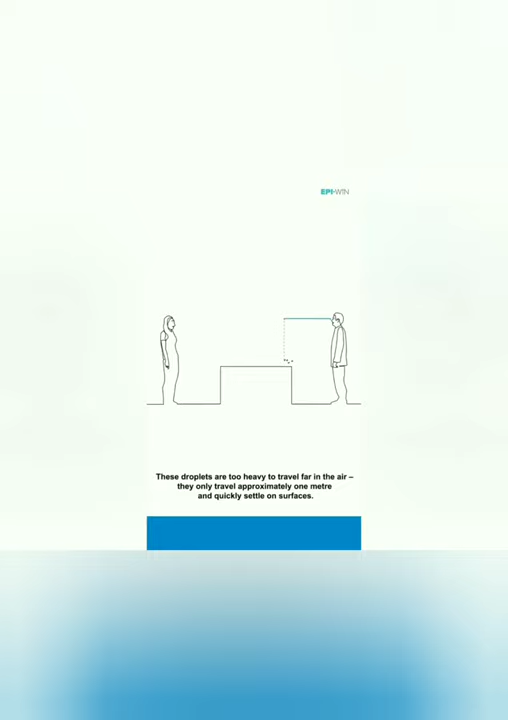 EPI-WIN
These droplets are too heavy to travel far in the air –
they only travel approximately one metre
and quickly settle on surfaces.